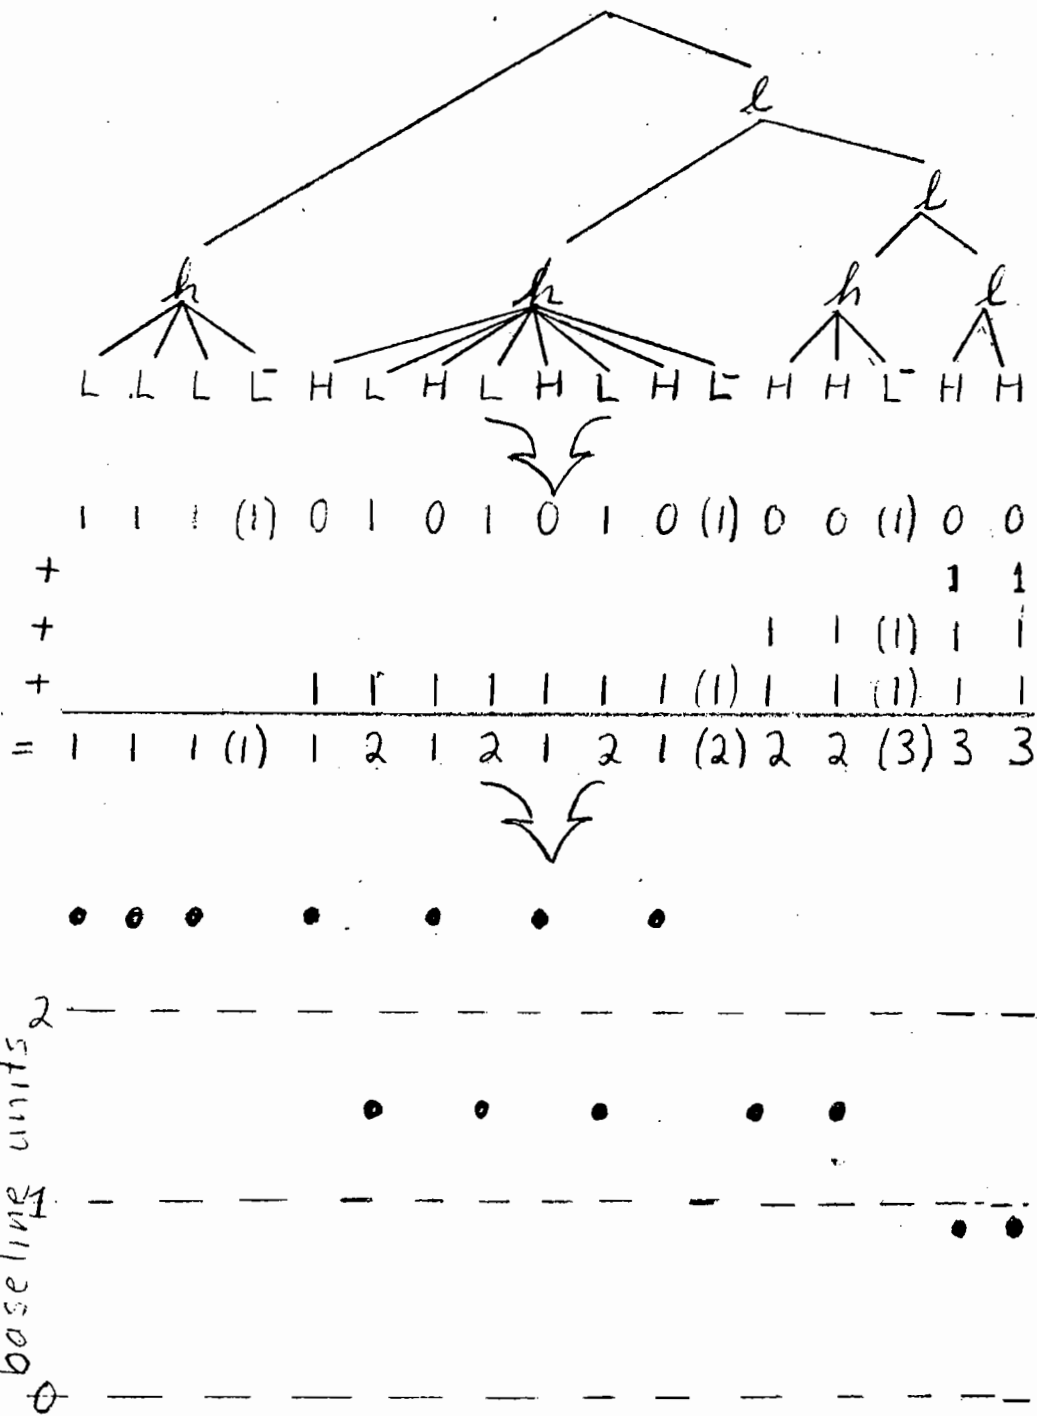 l
l
h h h l
L L L L⁻ H L H L H L H L⁻ H H L⁻ H H
1 1 1 (1) 0 1 0 1 0 1 0 (1) 0 0 (1) 0 0
+ 1 1
+ 1 1 (1) 1 1
+ 1 1 1 1 1 1 1 (1) 1 1 (1) 1 1
= 1 1 1 (1) 1 2 1 2 1 2 1 (2) 2 2 (3) 3 3
2
1
0
baseline units